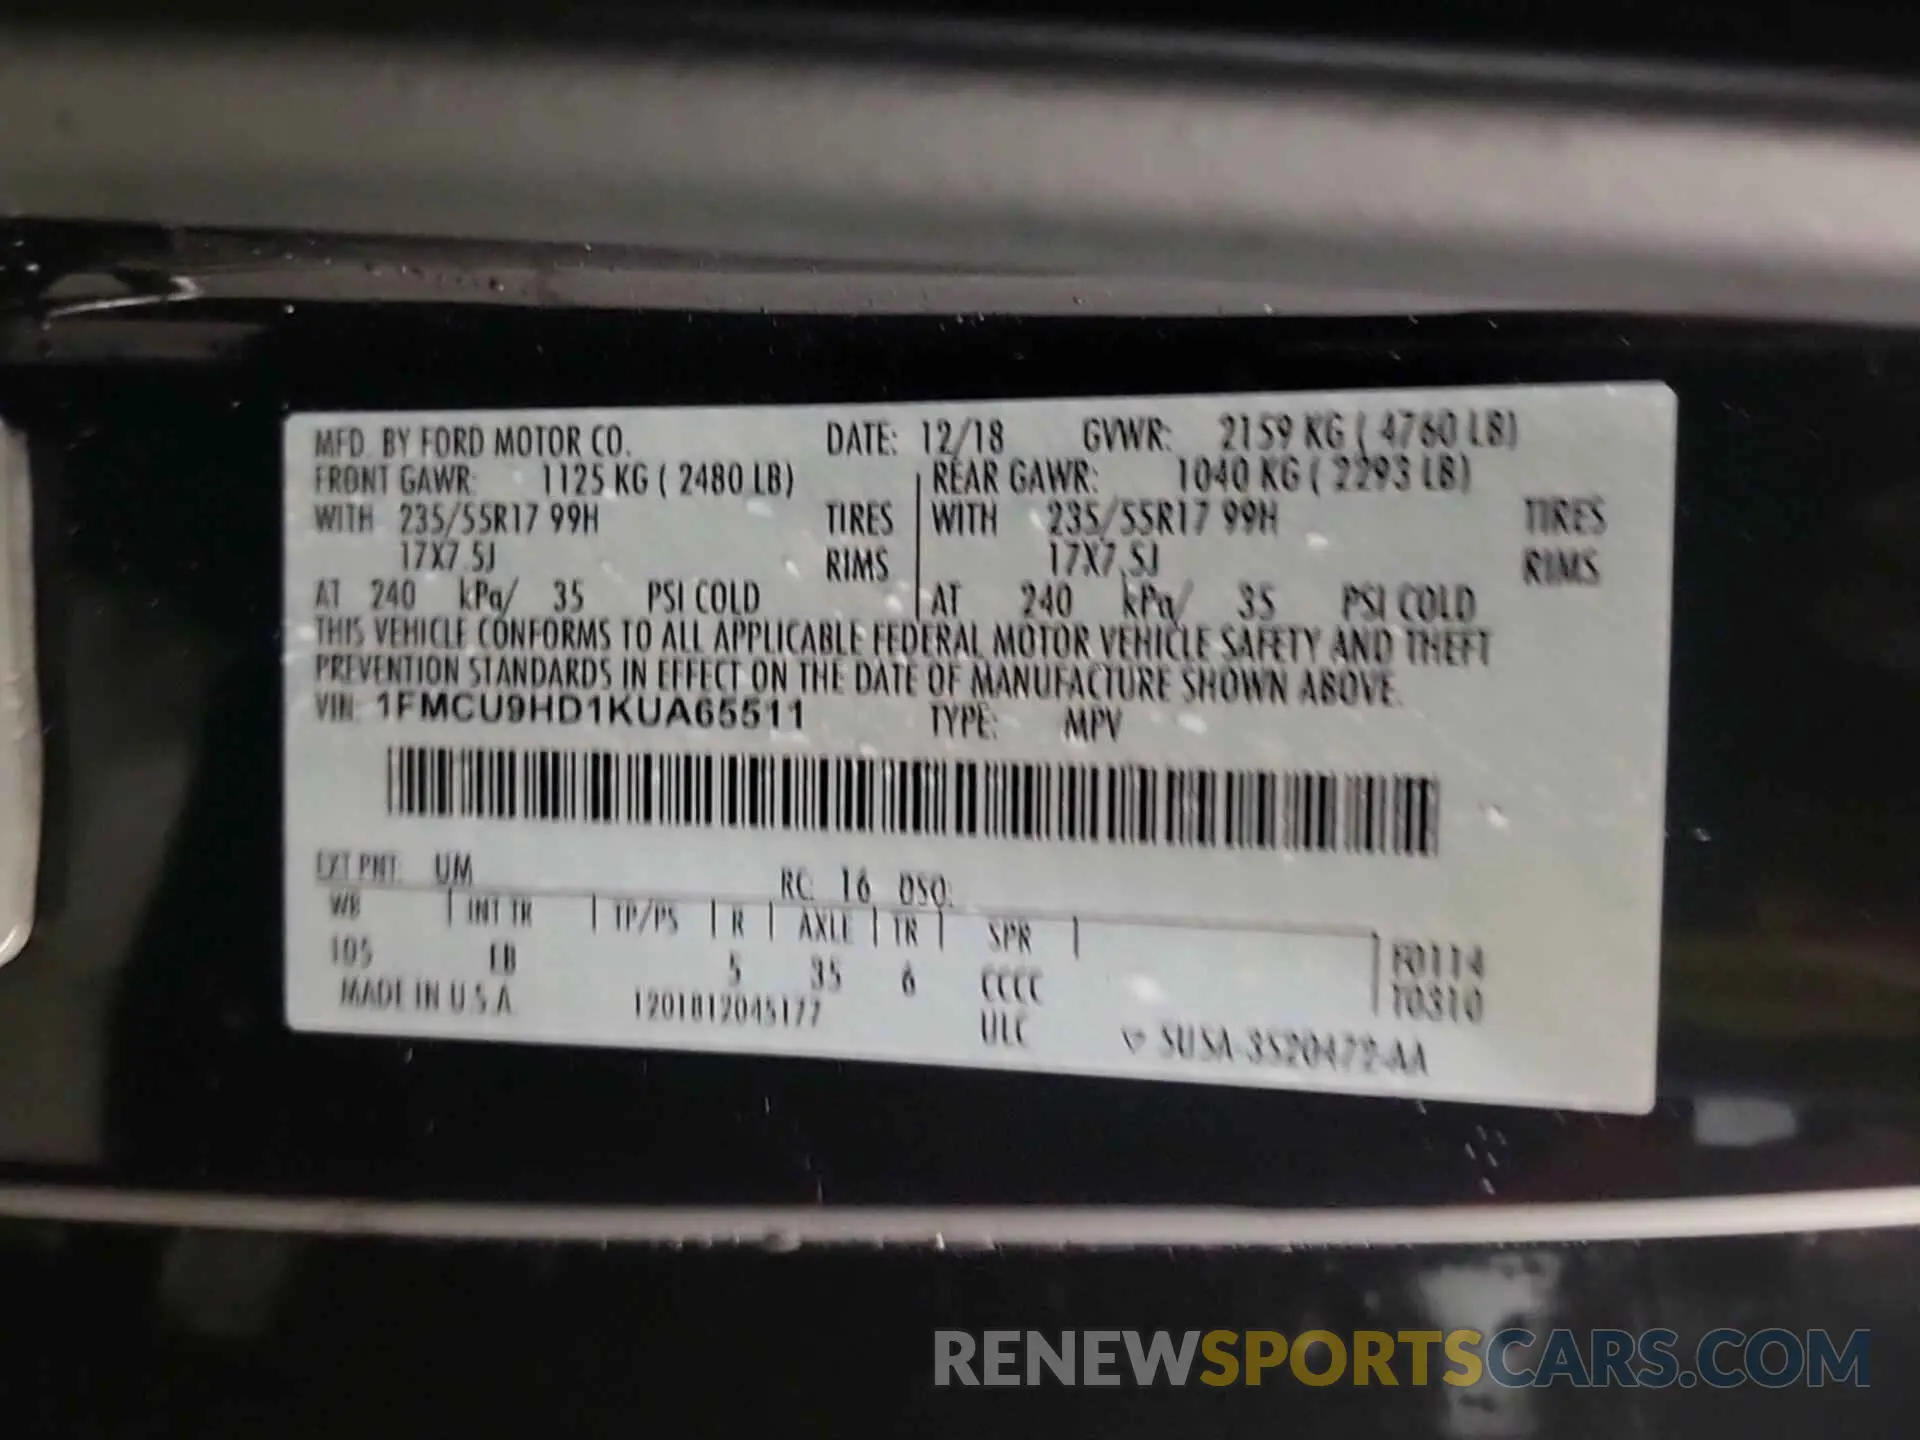 MFD. BY FORD MOTOR CO. DATE: 12/18 GVWR: 2159 KG ( 4760 LB)
FRONT GAWR: 1125 KG ( 2480 LB) REAR GAWR: 1040 KG ( 2293 LB)
WITH 235/55R17 99H TIRES WITH 235/55R17 99H TIRES
17X7.5J RIMS 17X7.5J RIMS
AT 240 kPa/ 35 PSI COLD AT 240 kPa/ 35 PSI COLD
THIS VEHICLE CONFORMS TO ALL APPLICABLE FEDERAL MOTOR VEHICLE SAFETY AND THEFT
PREVENTION STANDARDS IN EFFECT ON THE DATE OF MANUFACTURE SHOWN ABOVE.
VIN: 1FMCU9HD1KUA65511 TYPE: MPV
EXT PNT: UM RC: 16 DSO:
WB INT TR TP/PS R AXLE TR SPR
105 5 35 6 CCCC F0114
MADE IN U.S.A. 1201812045177 ULC T0310
RENEWSPORTSCARS.COM